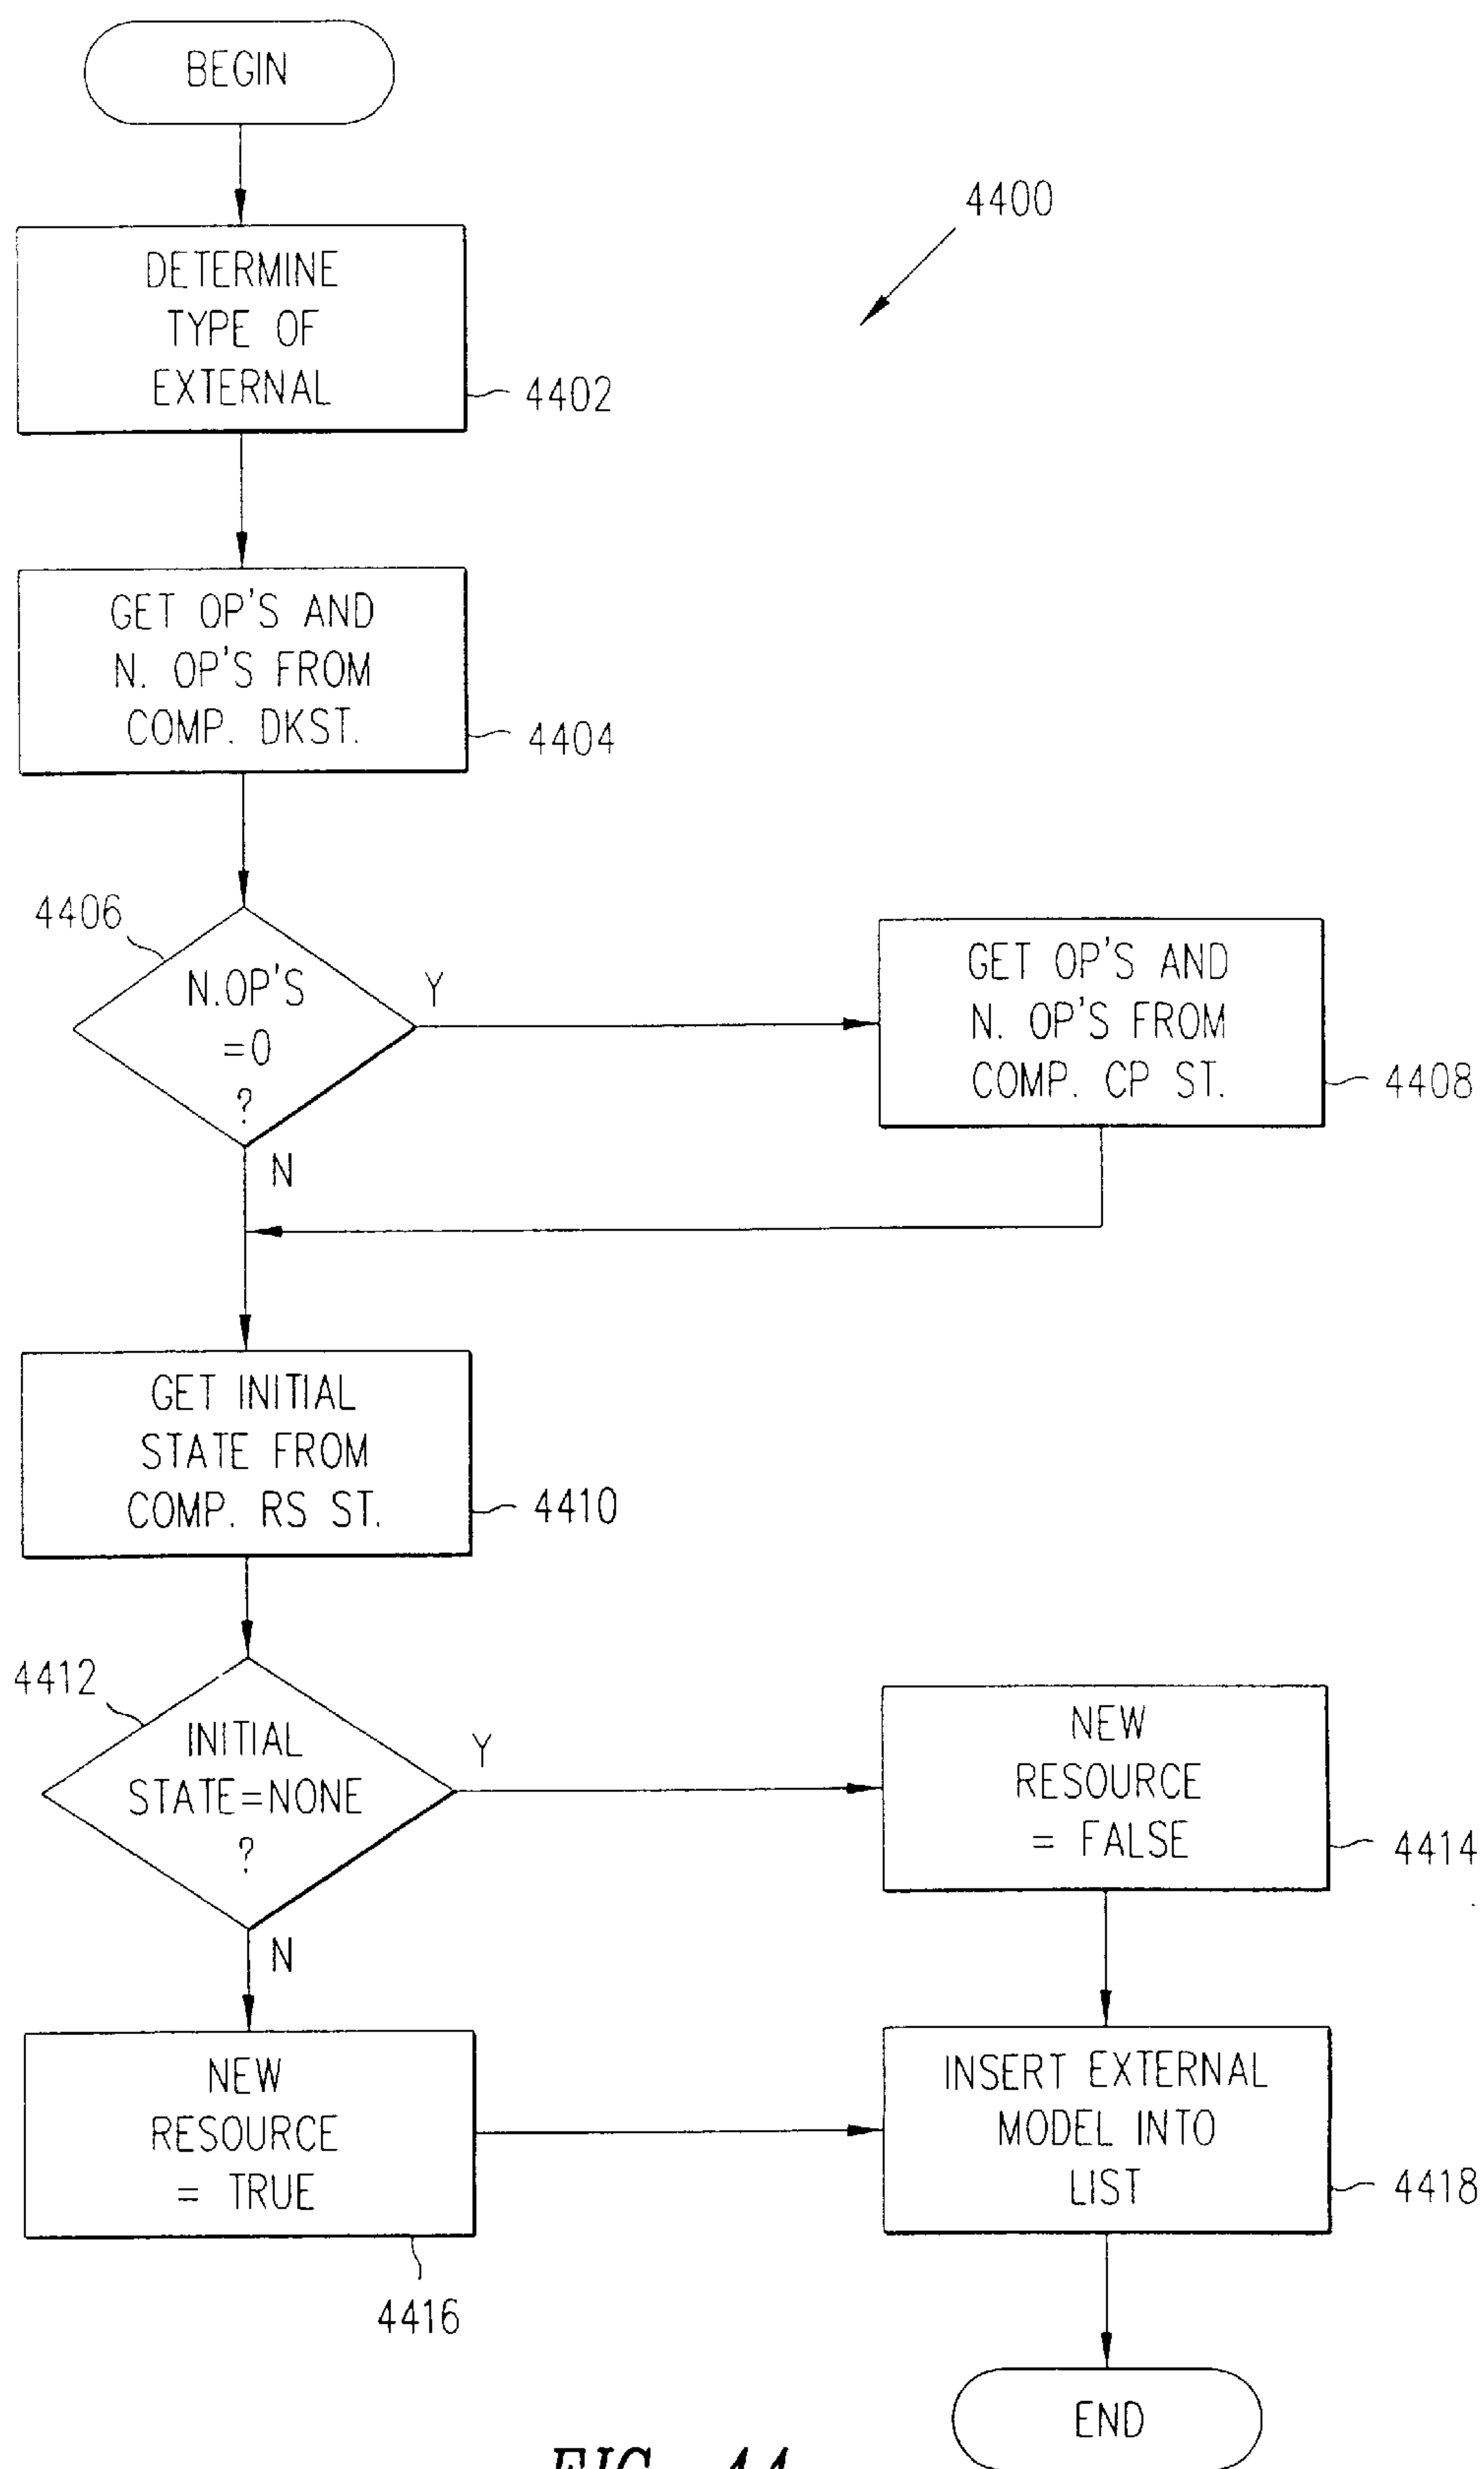 BEGIN
4400
DETERMINE
TYPE OF
EXTERNAL
4402
GET OP'S AND
N. OP'S FROM
COMP. DKST.
4404
4406
N.OP'S
=0
?
Y
N
GET OP'S AND
N. OP'S FROM
COMP. CP ST.
4408
GET INITIAL
STATE FROM
COMP. RS ST.
4410
4412
INITIAL
STATE=NONE
?
Y
N
NEW
RESOURCE
= FALSE
4414
NEW
RESOURCE
= TRUE
4416
INSERT EXTERNAL
MODEL INTO
LIST
4418
END
FIG. 44